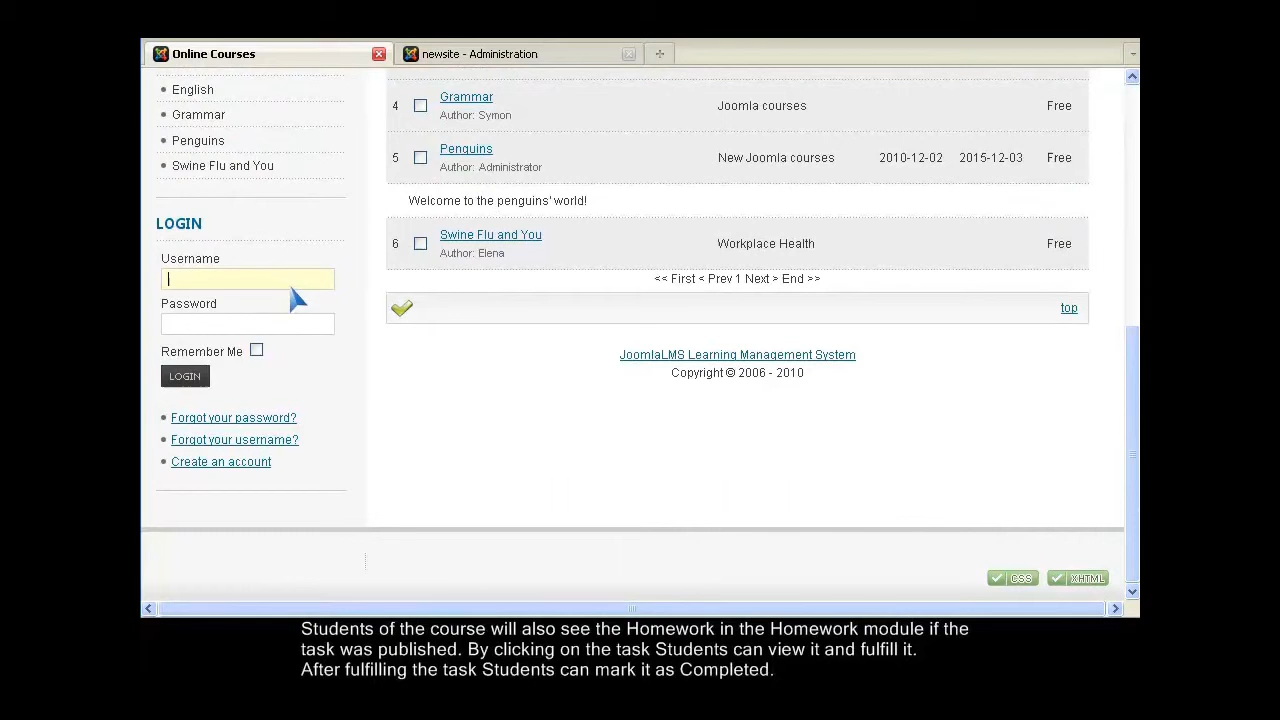 Online Courses
newsite - Administration
English
Grammar
Penguins
Swine Flu and You
LOGIN
Username
Password
Remember Me
LOGIN
Forgot your password?
Forgot your username?
Create an account
4 Grammar Joomla courses Free
Author: Symon
5 Penguins New Joomla courses 2010-12-02 2015-12-03 Free
Author: Administrator
Welcome to the penguins' world!
6 Swine Flu and You Workplace Health Free
Author: Elena
<< First < Prev 1 Next > End >>
top
JoomlaLMS Learning Management System
Copyright © 2006 - 2010
CSS XHTML
Students of the course will also see the Homework in the Homework module if the
task was published. By clicking on the task Students can view it and fulfill it.
After fulfilling the task Students can mark it as Completed.